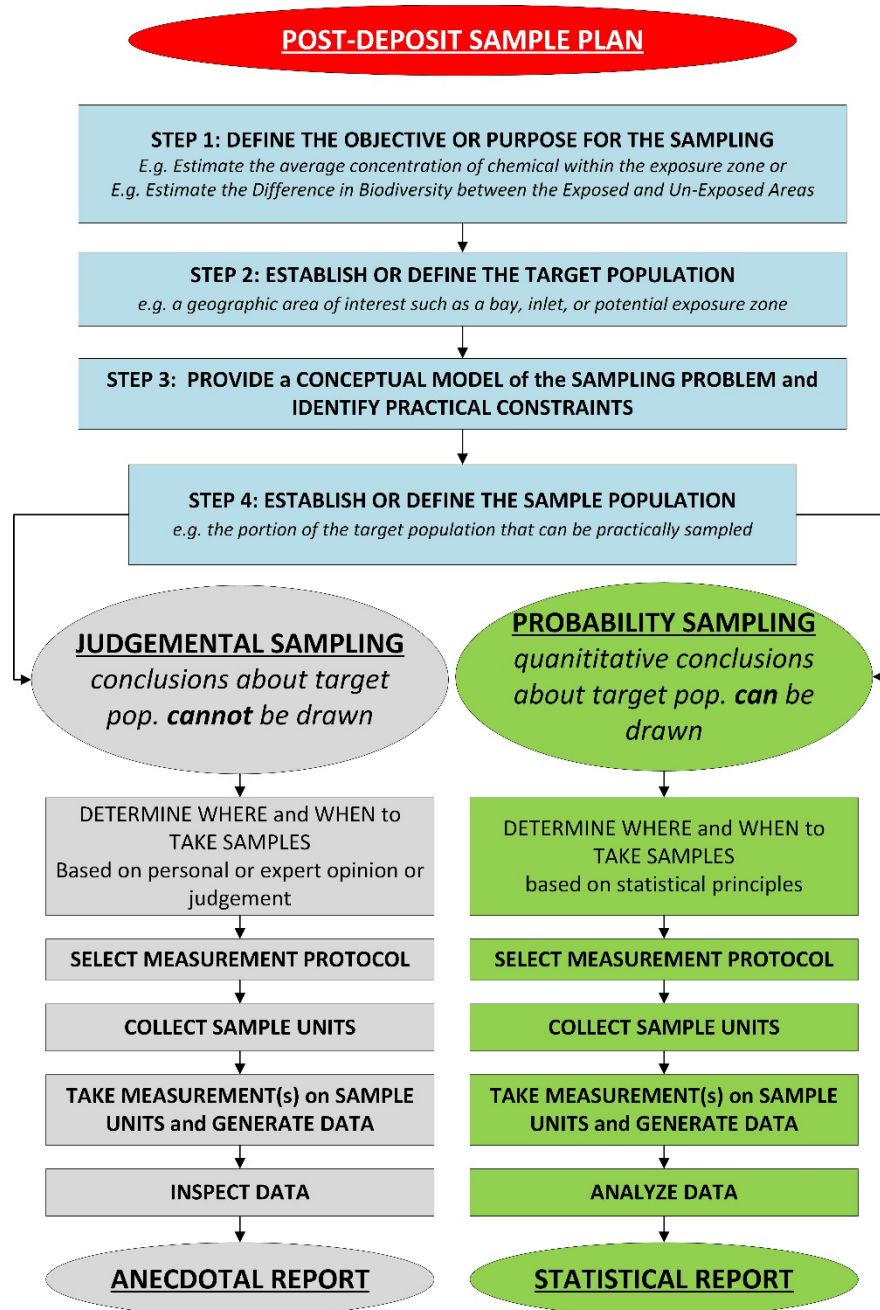 POST-DEPOSIT SAMPLE PLAN
STEP 1: DEFINE THE OBJECTIVE OR PURPOSE FOR THE SAMPLING
E.g. Estimate the average concentration of chemical within the exposure zone or
E.g. Estimate the Difference in Biodiversity between the Exposed and Un-Exposed Areas
STEP 2: ESTABLISH OR DEFINE THE TARGET POPULATION
e.g. a geographic area of interest such as a bay, inlet, or potential exposure zone
STEP 3: PROVIDE a CONCEPTUAL MODEL of the SAMPLING PROBLEM and
IDENTIFY PRACTICAL CONSTRAINTS
STEP 4: ESTABLISH OR DEFINE THE SAMPLE POPULATION
e.g. the portion of the target population that can be practically sampled
JUDGEMENTAL SAMPLING
conclusions about target
pop. cannot be drawn
DETERMINE WHERE and WHEN to
TAKE SAMPLES
Based on personal or expert opinion or
judgement
SELECT MEASUREMENT PROTOCOL
COLLECT SAMPLE UNITS
TAKE MEASUREMENT(s) on SAMPLE
UNITS and GENERATE DATA
INSPECT DATA
ANECDOTAL REPORT
PROBABILITY SAMPLING
quanititative conclusions
about target pop. can be
drawn
DETERMINE WHERE and WHEN to
TAKE SAMPLES
based on statistical principles
SELECT MEASUREMENT PROTOCOL
COLLECT SAMPLE UNITS
TAKE MEASUREMENT(s) on SAMPLE
UNITS and GENERATE DATA
ANALYZE DATA
STATISTICAL REPORT